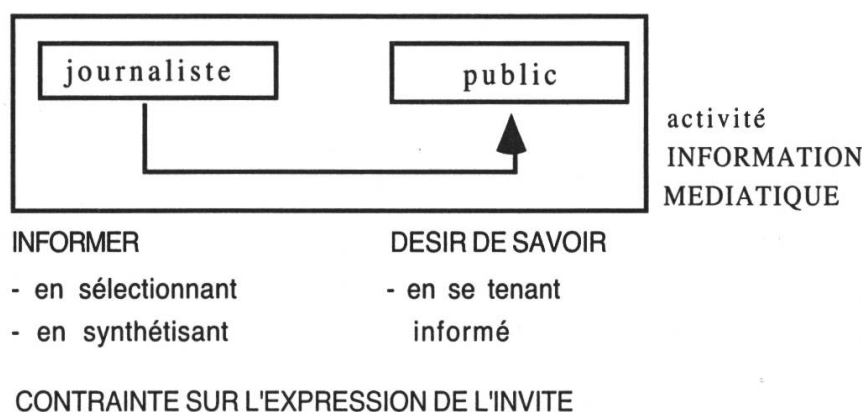 journaliste
public
activité
INFORMATION
MEDIATIQUE
INFORMER
- en sélectionnant
- en synthétisant
DESIR DE SAVOIR
- en se tenant
informé
CONTRAINTE SUR L'EXPRESSION DE L'INVITE